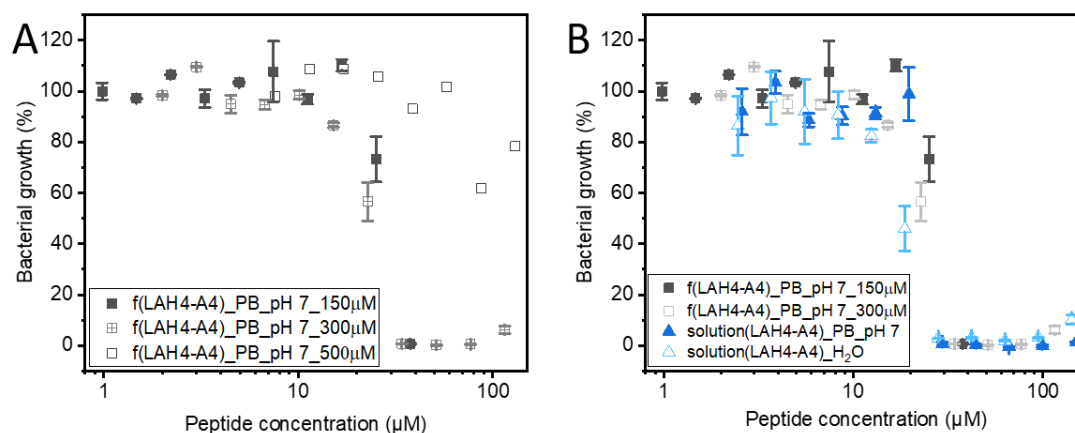 A
Bacterial growth (%)
120
100
80
60
40
20
0
f(LAH4-A4)_PB_pH 7_150µM
f(LAH4-A4)_PB_pH 7_300µM
f(LAH4-A4)_PB_pH 7_500µM
1
10
100
Peptide concentration (µM)
B
Bacterial growth (%)
120
100
80
60
40
20
0
f(LAH4-A4)_PB_pH 7_150µM
f(LAH4-A4)_PB_pH 7_300µM
solution(LAH4-A4)_PB_pH 7
solution(LAH4-A4)_H₂O
1
10
100
Peptide concentration (µM)